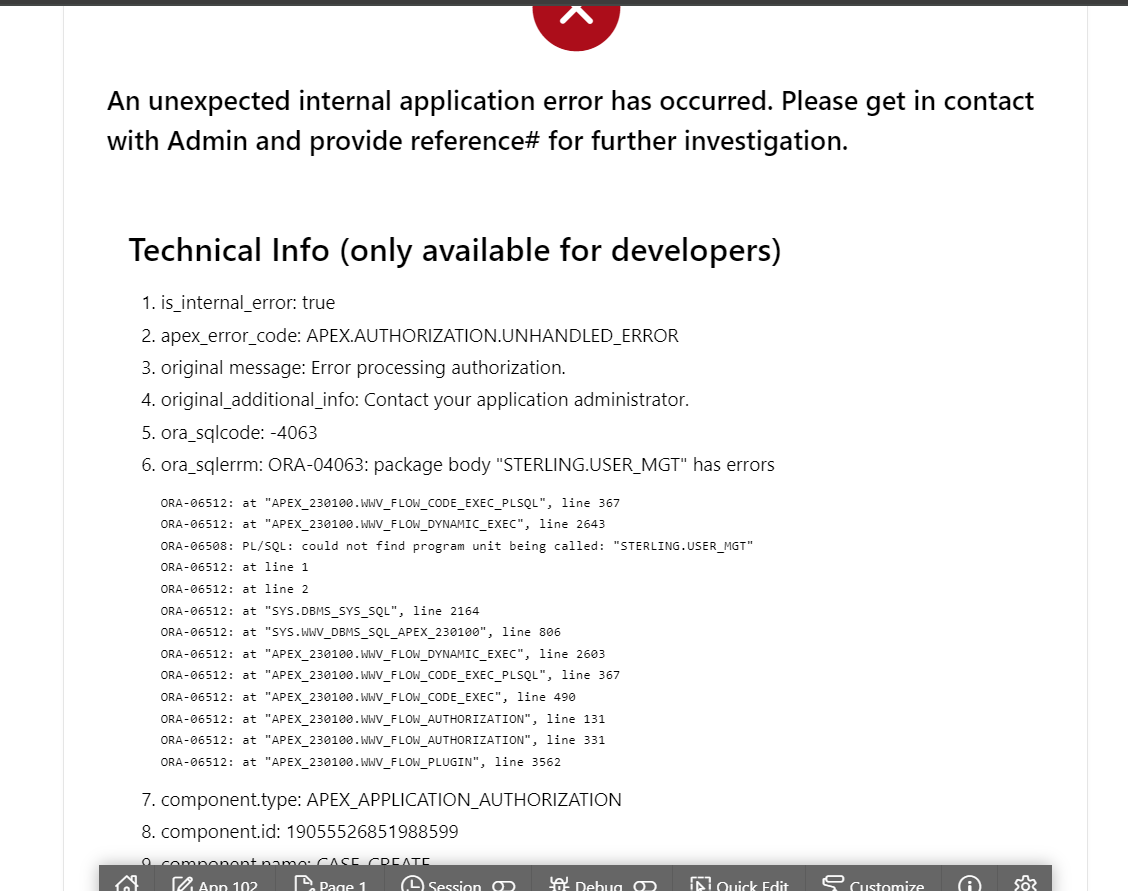 An unexpected internal application error has occurred. Please get in contact
with Admin and provide reference# for further investigation.
Technical Info (only available for developers)
1. is_internal_error: true
2. apex_error_code: APEX.AUTHORIZATION.UNHANDLED_ERROR
3. original message: Error processing authorization.
4. original_additional_info: Contact your application administrator.
5. ora_sqlcode: -4063
6. ora_sqlerrm: ORA-04063: package body "STERLING.USER_MGT" has errors
ORA-06512: at "APEX_230100.WWV_FLOW_CODE_EXEC_PLSQL", line 367
ORA-06512: at "APEX_230100.WWV_FLOW_DYNAMIC_EXEC", line 2643
ORA-06508: PL/SQL: could not find program unit being called: "STERLING.USER_MGT"
ORA-06512: at line 1
ORA-06512: at line 2
ORA-06512: at "SYS.DBMS_SYS_SQL", line 2164
ORA-06512: at "SYS.WWV_DBMS_SQL_APEX_230100", line 806
ORA-06512: at "APEX_230100.WWV_FLOW_DYNAMIC_EXEC", line 2603
ORA-06512: at "APEX_230100.WWV_FLOW_CODE_EXEC_PLSQL", line 367
ORA-06512: at "APEX_230100.WWV_FLOW_CODE_EXEC", line 490
ORA-06512: at "APEX_230100.WWV_FLOW_AUTHORIZATION", line 131
ORA-06512: at "APEX_230100.WWV_FLOW_AUTHORIZATION", line 331
ORA-06512: at "APEX_230100.WWV_FLOW_PLUGIN", line 3562
7. component.type: APEX_APPLICATION_AUTHORIZATION
8. component.id: 19055526851988599
9. component.name: CASE_CREATE
App 102 Page 1 Session Debug Quick Edit Customize